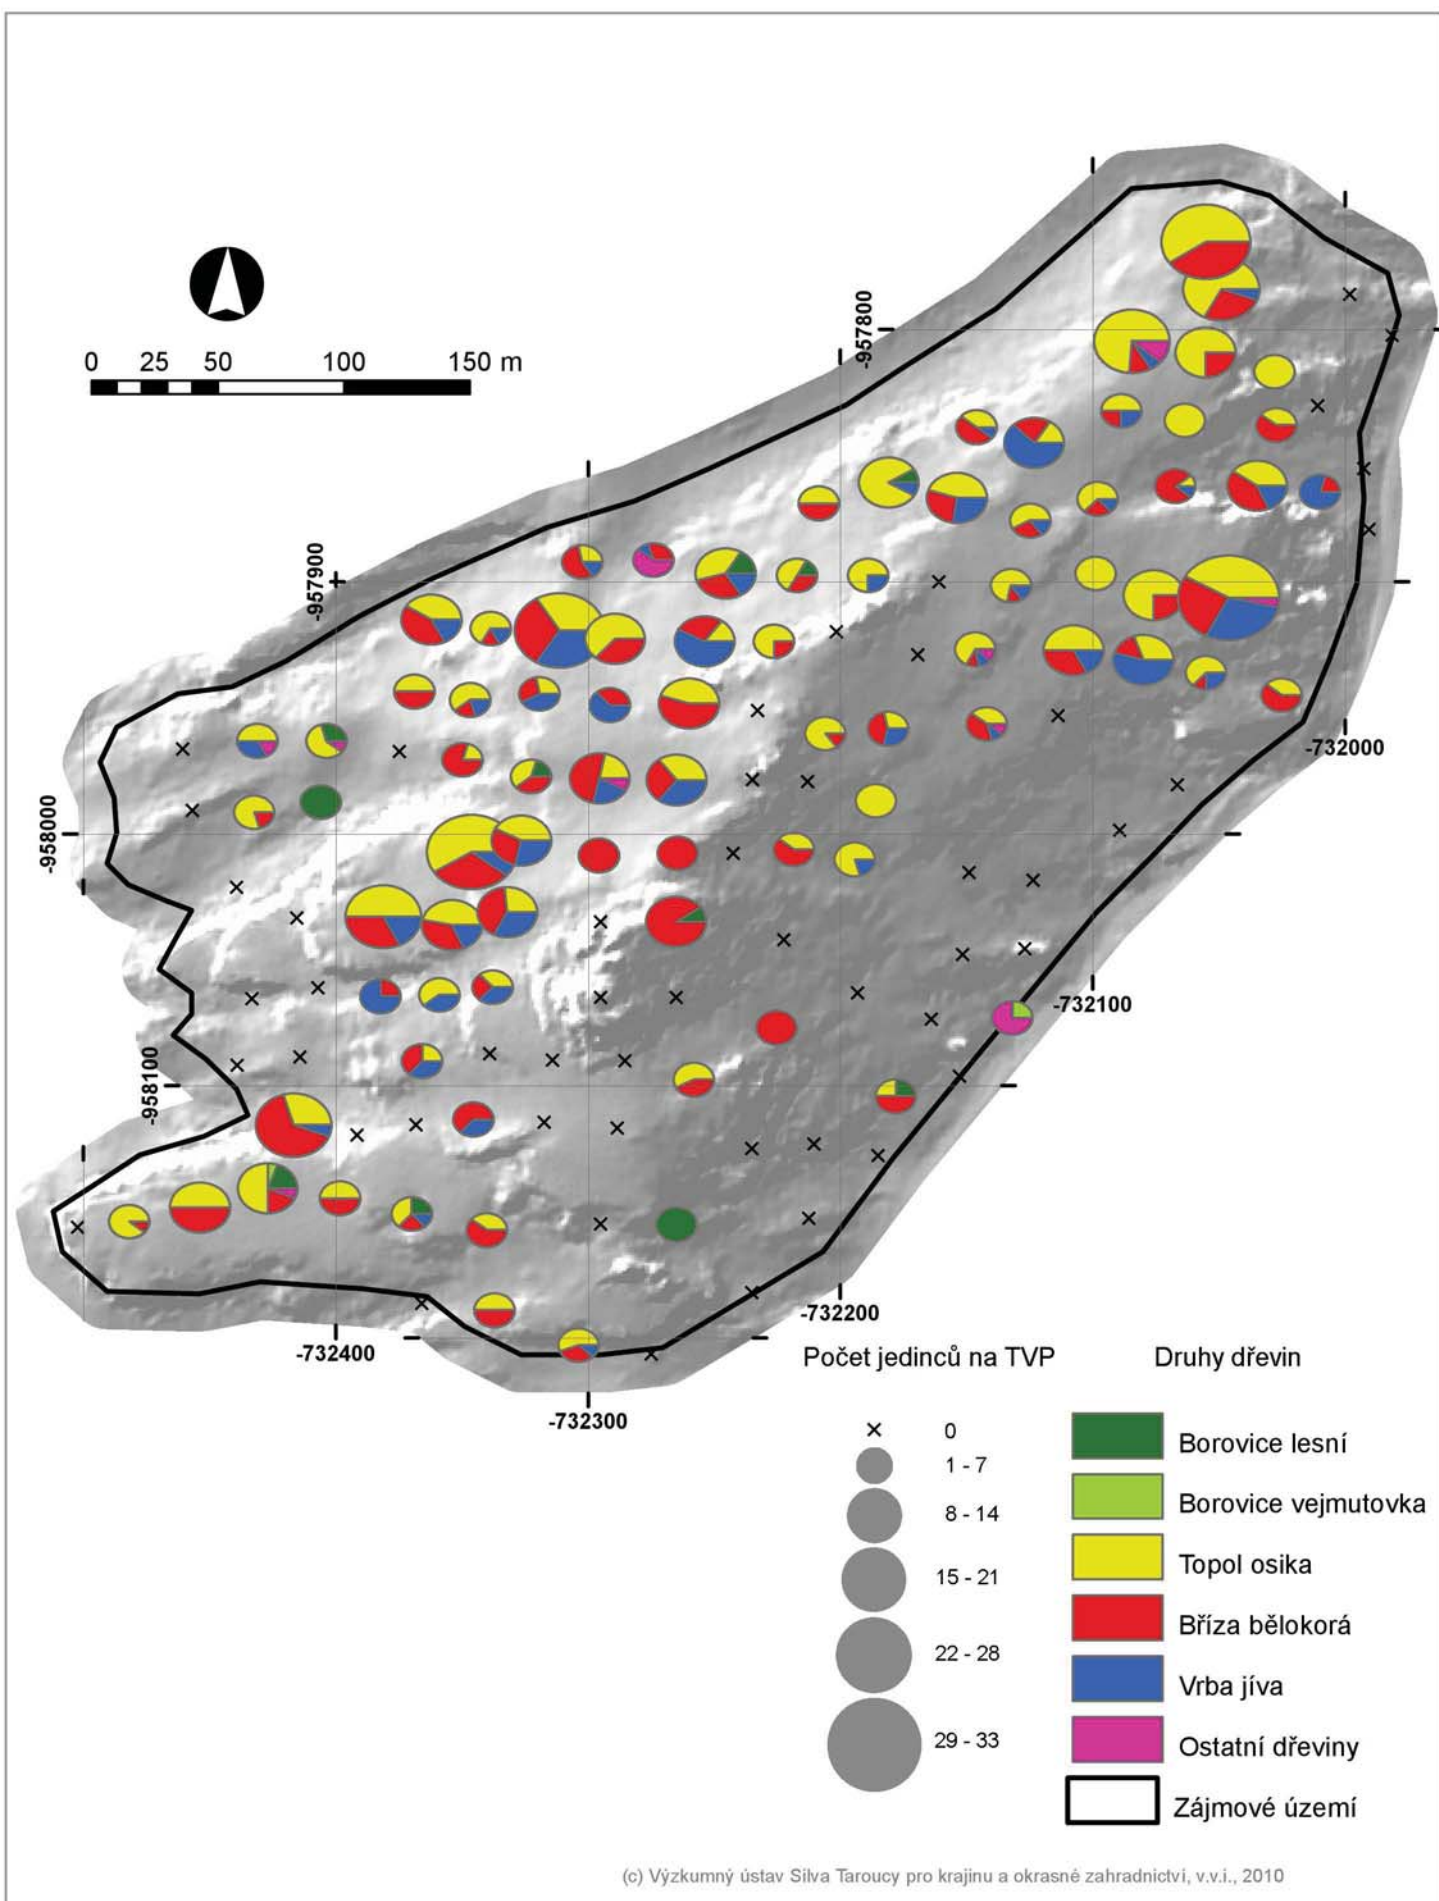 0 25 50 100 150 m
-957800
-957900
-958000
-958100
-732000
-732100
-732200
-732400
-732300
Počet jedinců na TVP
0
1 - 7
8 - 14
15 - 21
22 - 28
29 - 33
Druhy dřevin
Borovice lesní
Borovice vejmutovka
Topol osika
Bříza bělokorá
Vrba jíva
Ostatní dřeviny
Zájmové území
(c) Výzkumný ústav Silva Taroucy pro krajinu a okrasné zahradnictví, v.v.i., 2010